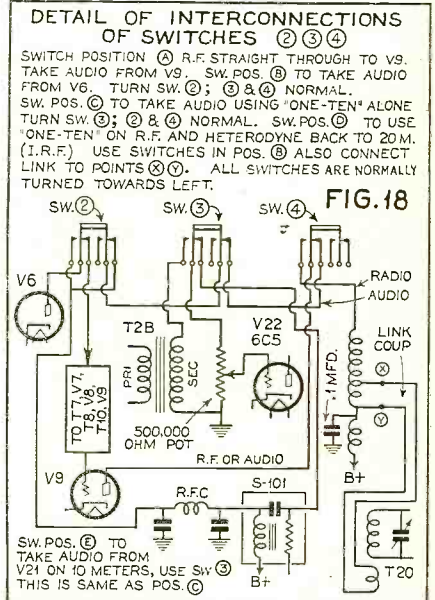 DETAIL OF INTERCONNECTIONS
OF SWITCHES ② ③ ④
SWITCH POSITION Ⓐ R.F. STRAIGHT THROUGH TO V9.
TAKE AUDIO FROM V9. SW. POS. Ⓑ TO TAKE AUDIO
FROM V6. TURN SW. ②; ③ & ④ NORMAL.
SW. POS. Ⓒ TO TAKE AUDIO USING "ONE-TEN" ALONE
TURN SW. ③; ② & ④ NORMAL. SW. POS. Ⓓ TO USE
"ONE-TEN" ON R.F. AND HETERODYNE BACK TO 20 M.
(I.R.F.) USE SWITCHES IN POS. Ⓑ ALSO CONNECT
LINK TO POINTS Ⓧ Ⓨ. ALL SWITCHES ARE NORMALLY
TURNED TOWARDS LEFT.
FIG. 18
SW. ②
SW. ③
SW. ④
RADIO
AUDIO
V6
T2B
V22
6C5
LINK
COUP
PRI
SEC
.1 MFD.
Ⓧ
Ⓨ
TO T7, V7,
T8, V8,
T10, V9
500,000
OHM POT
B+
R.F. OR AUDIO
V9
R.F.C
S-101
B+
T20
SW. POS. Ⓔ TO
TAKE AUDIO FROM
V21 ON 10 METERS, USE SW ③
THIS IS SAME AS POS. Ⓒ